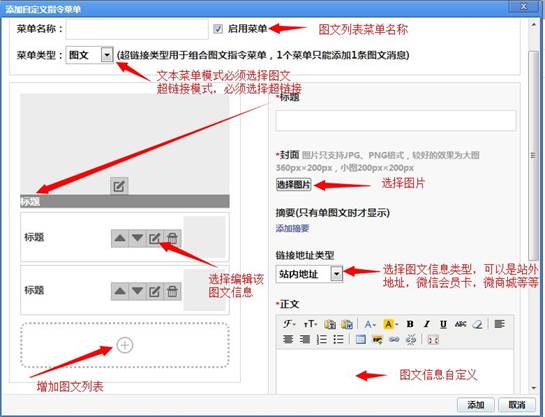 添加自定义指令菜单
菜单名称： 启用菜单 图文列表菜单名称
菜单类型： 图文 (超链接类型用于组合图文指令菜单，1个菜单只能添加1条图文消息)
文本菜单模式必须选择图文
超链接模式，必须选择超链接
标题
标题
标题
选择编辑该
图文信息
增加图文列表
*标题
*封面 图片只支持JPG、PNG格式，较好的效果为大图
360px×200px，小图200px×200px
选择图片 选择图片
摘要(只有单图文时才显示)
添加摘要
链接地址类型
站内地址
选择图文信息类型，可以是站外
地址，微信会员卡，微商城等等
*正文
B I U ABC
图文信息自定义
添加 取消